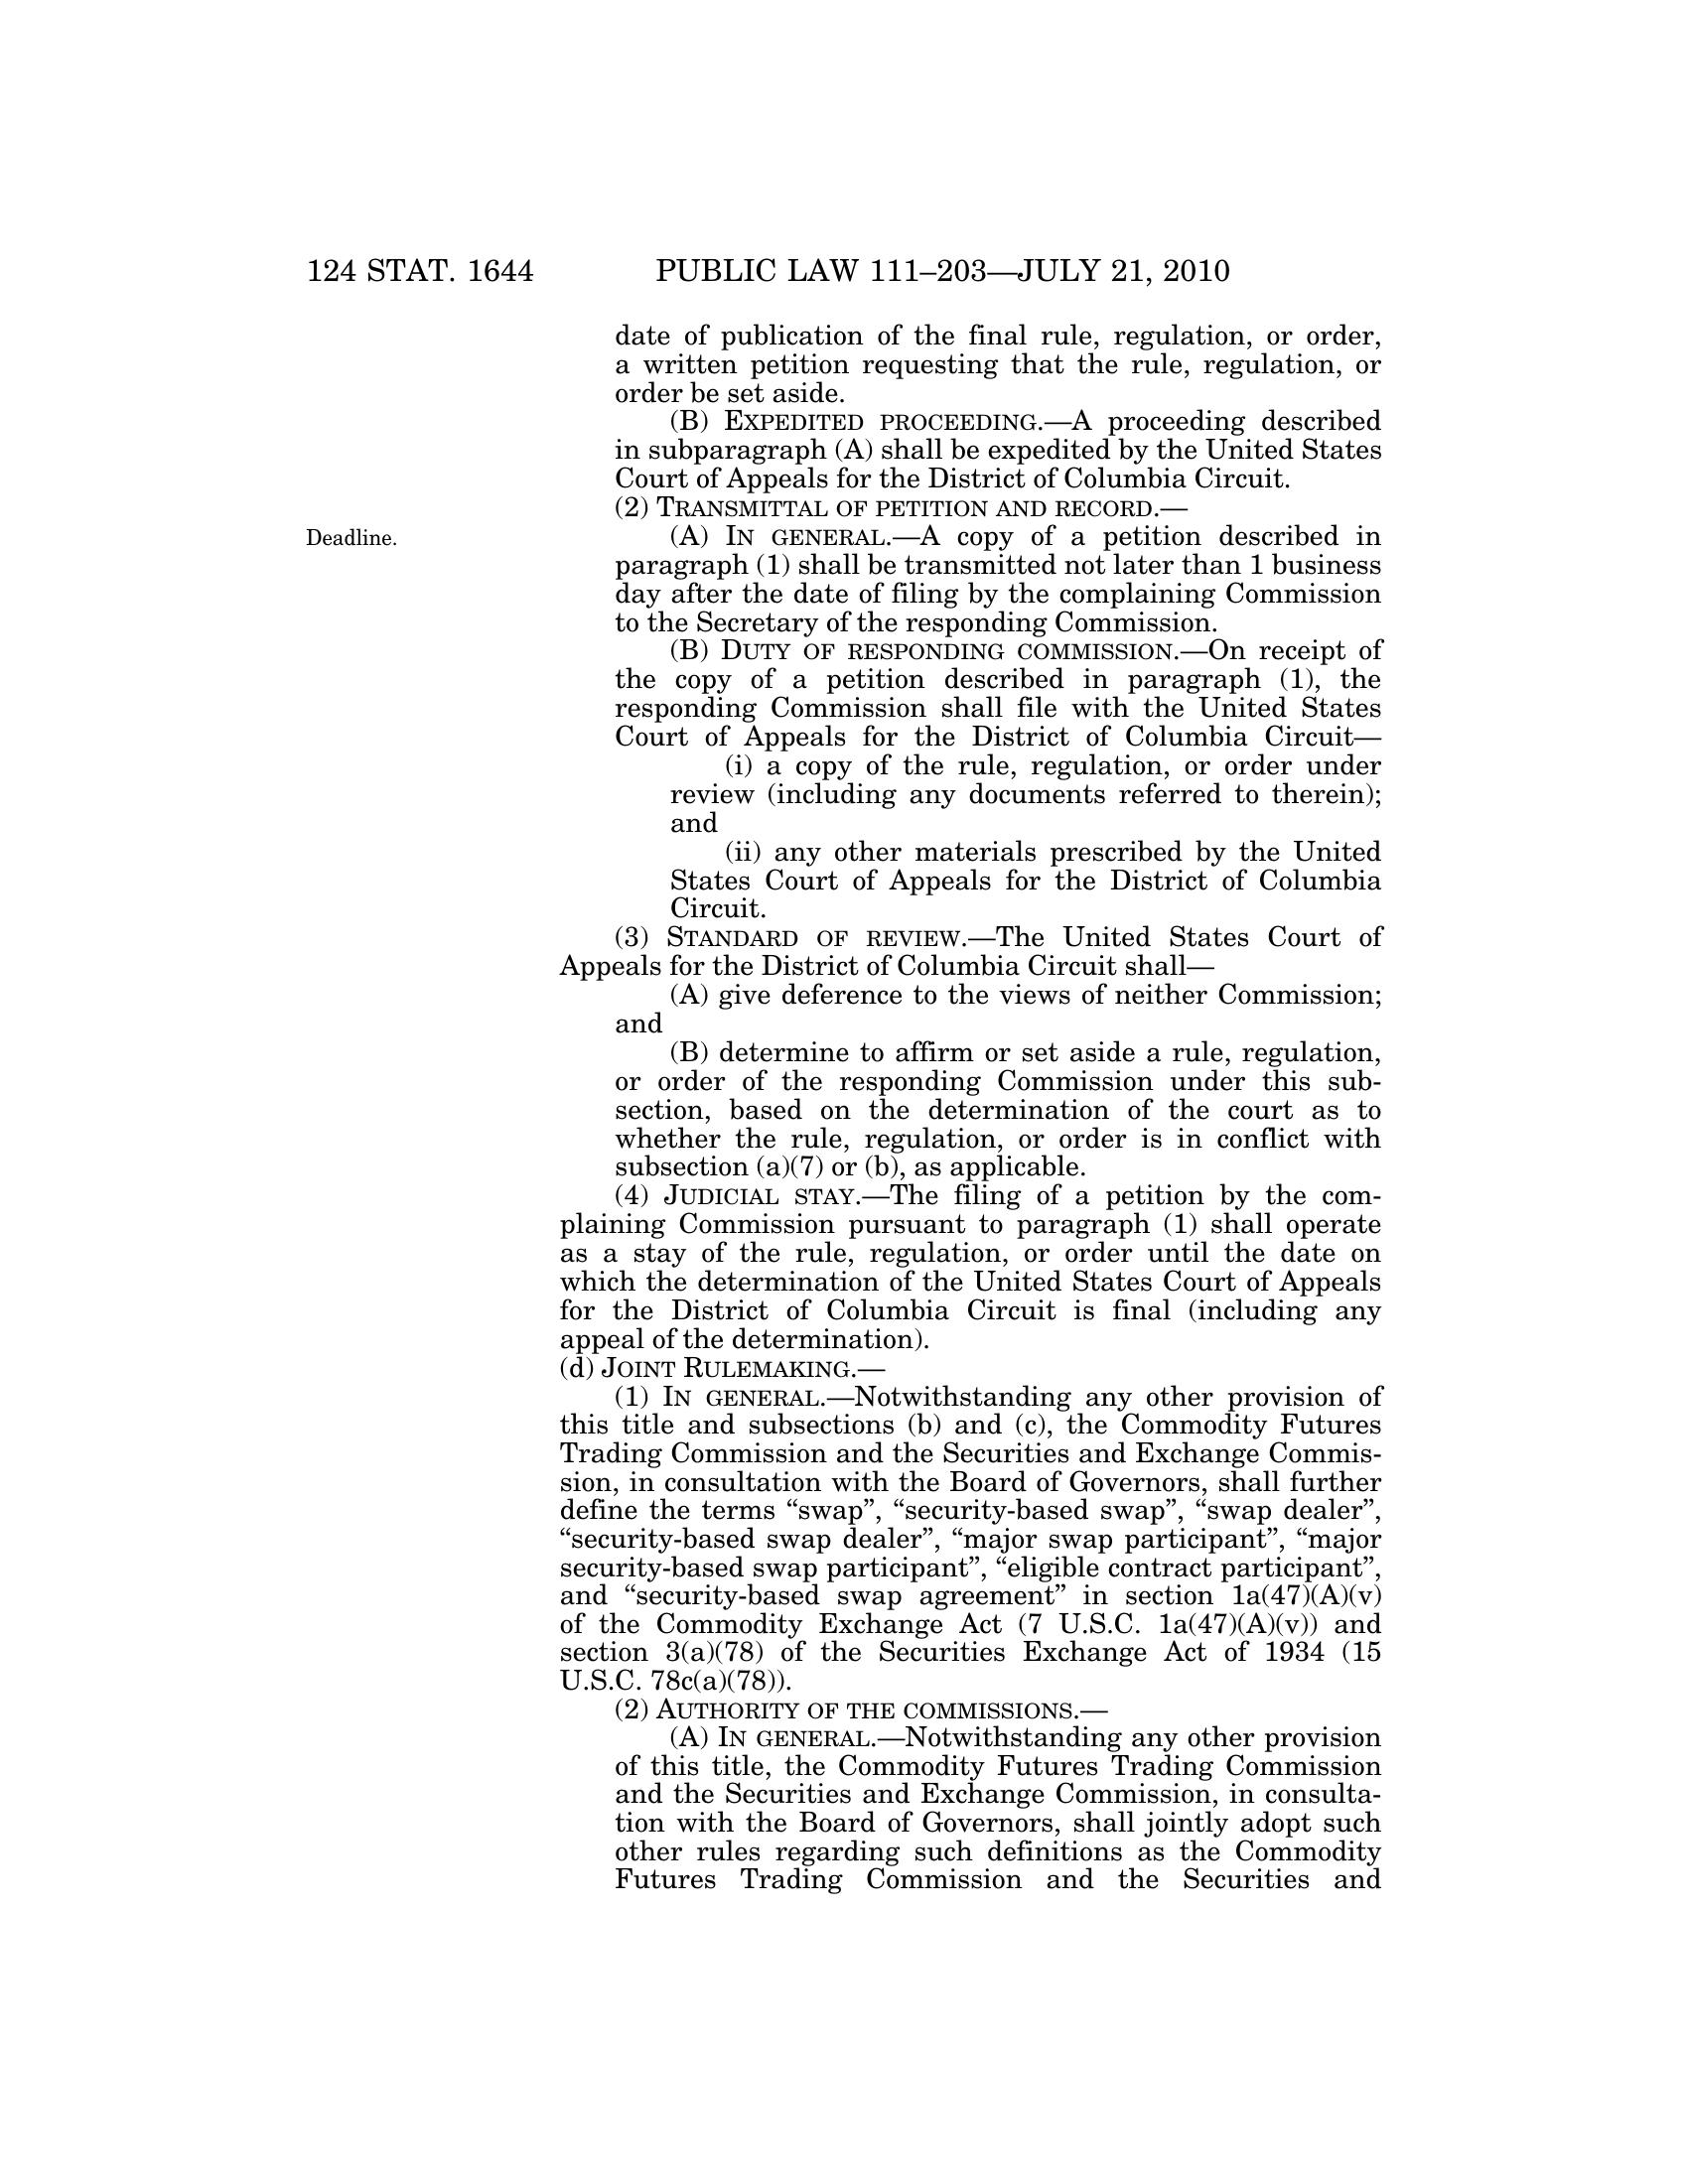 124 STAT. 1644 PUBLIC LAW 111–203—JULY 21, 2010
date of publication of the final rule, regulation, or order,
a written petition requesting that the rule, regulation, or
order be set aside.
(B) EXPEDITED PROCEEDING.—A proceeding described
in subparagraph (A) shall be expedited by the United States
Court of Appeals for the District of Columbia Circuit.
(2) TRANSMITTAL OF PETITION AND RECORD.—
Deadline.
(A) IN GENERAL.—A copy of a petition described in
paragraph (1) shall be transmitted not later than 1 business
day after the date of filing by the complaining Commission
to the Secretary of the responding Commission.
(B) DUTY OF RESPONDING COMMISSION.—On receipt of
the copy of a petition described in paragraph (1), the
responding Commission shall file with the United States
Court of Appeals for the District of Columbia Circuit—
(i) a copy of the rule, regulation, or order under
review (including any documents referred to therein);
and
(ii) any other materials prescribed by the United
States Court of Appeals for the District of Columbia
Circuit.
(3) STANDARD OF REVIEW.—The United States Court of
Appeals for the District of Columbia Circuit shall—
(A) give deference to the views of neither Commission;
and
(B) determine to affirm or set aside a rule, regulation,
or order of the responding Commission under this sub-
section, based on the determination of the court as to
whether the rule, regulation, or order is in conflict with
subsection (a)(7) or (b), as applicable.
(4) JUDICIAL STAY.—The filing of a petition by the com-
plaining Commission pursuant to paragraph (1) shall operate
as a stay of the rule, regulation, or order until the date on
which the determination of the United States Court of Appeals
for the District of Columbia Circuit is final (including any
appeal of the determination).
(d) JOINT RULEMAKING.—
(1) IN GENERAL.—Notwithstanding any other provision of
this title and subsections (b) and (c), the Commodity Futures
Trading Commission and the Securities and Exchange Commis-
sion, in consultation with the Board of Governors, shall further
define the terms “swap”, “security-based swap”, “swap dealer”,
“security-based swap dealer”, “major swap participant”, “major
security-based swap participant”, “eligible contract participant”,
and “security-based swap agreement” in section 1a(47)(A)(v)
of the Commodity Exchange Act (7 U.S.C. 1a(47)(A)(v)) and
section 3(a)(78) of the Securities Exchange Act of 1934 (15
U.S.C. 78c(a)(78)).
(2) AUTHORITY OF THE COMMISSIONS.—
(A) IN GENERAL.—Notwithstanding any other provision
of this title, the Commodity Futures Trading Commission
and the Securities and Exchange Commission, in consulta-
tion with the Board of Governors, shall jointly adopt such
other rules regarding such definitions as the Commodity
Futures Trading Commission and the Securities and